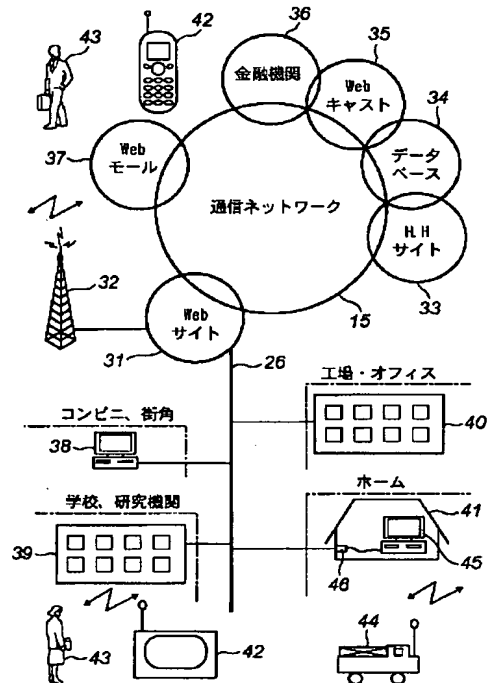 43
42
36
35
34
金融機関
Web
キャスト
データ
ベース
Web
モール
37
通信ネットワーク
H.H
サイト
33
32
Web
サイト
31
15
26
工場・オフィス
40
コンビニ、街角
38
ホーム
41
学校、研究機関
39
45
46
43
42
44